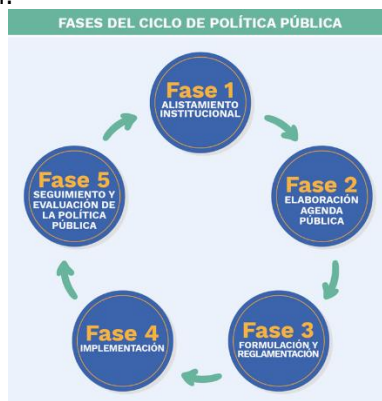 FASES DEL CICLO DE POLÍTICA PÚBLICA
Fase 1
ALISTAMIENTO
INSTITUCIONAL
Fase 2
ELABORACIÓN
AGENDA
PÚBLICA
Fase 3
FORMULACIÓN Y
REGLAMENTACIÓN
Fase 4
IMPLEMENTACIÓN
Fase 5
SEGUIMIENTO Y
EVALUACIÓN DE
LA POLÍTICA
PÚBLICA